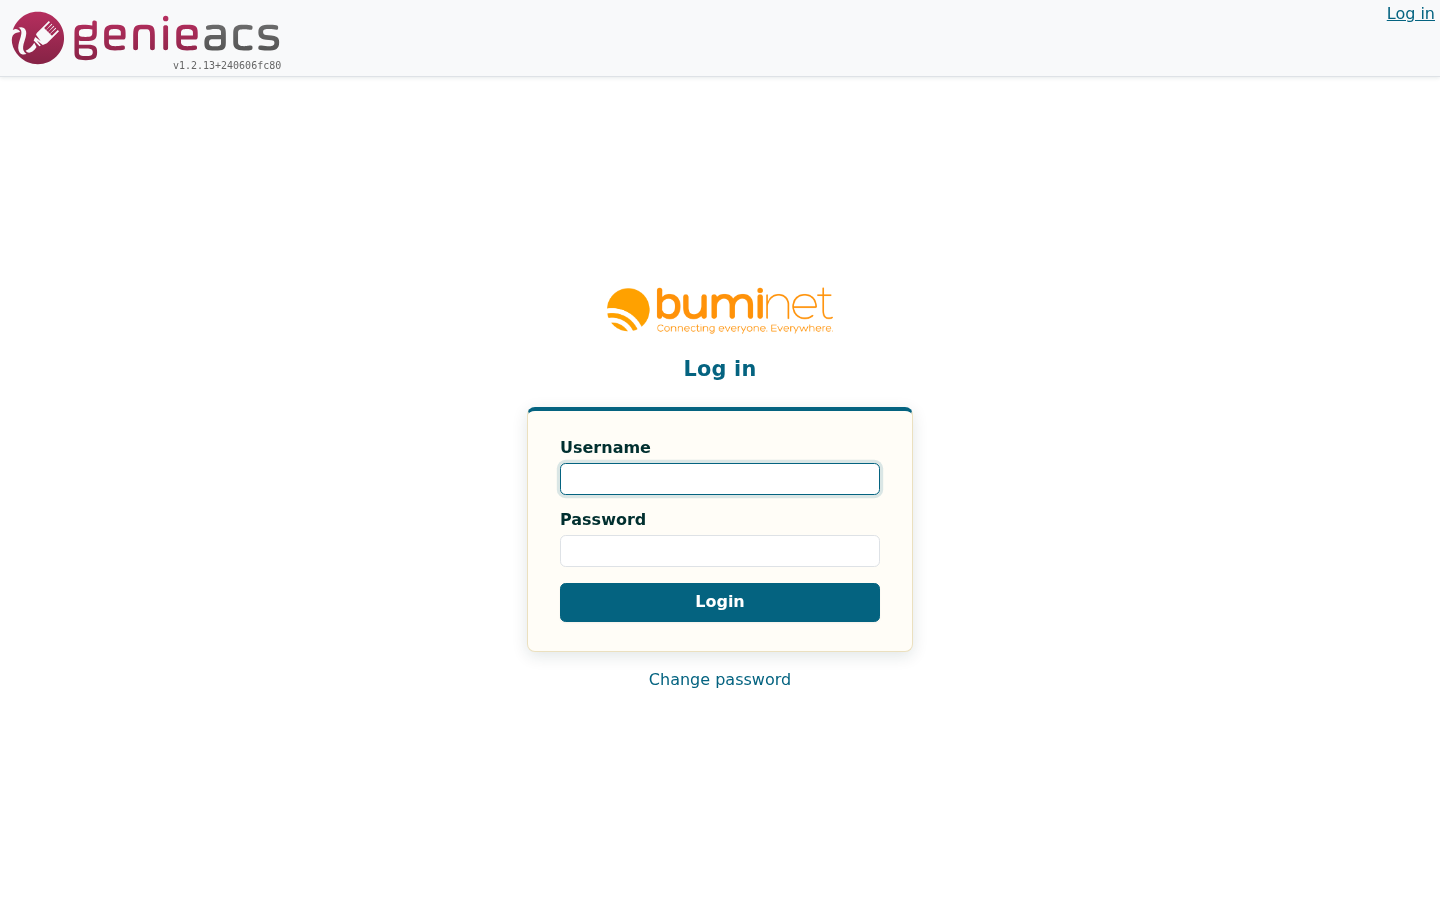 genieacs
v1.2.13+240606fc80
Log in
buminet
Connecting everyone. Everywhere.
Log in
Username
Password
Login
Change password